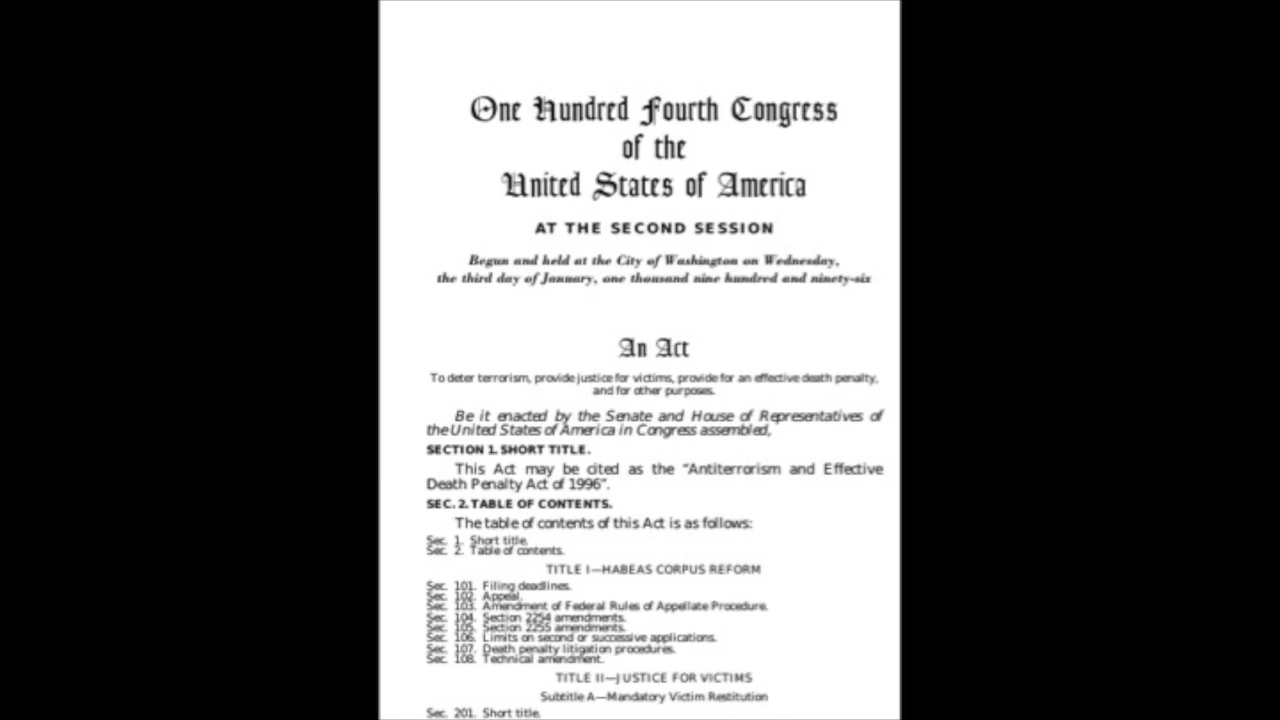 One Hundred Fourth Congress
of the
United States of America
AT THE SECOND SESSION
Begun and held at the City of Washington on Wednesday,
the third day of January, one thousand nine hundred and ninety-six
An Act
To deter terrorism, provide justice for victims, provide for an effective death penalty,
and for other purposes.
Be it enacted by the Senate and House of Representatives of
the United States of America in Congress assembled,
SECTION 1. SHORT TITLE.
This Act may be cited as the "Antiterrorism and Effective
Death Penalty Act of 1996".
SEC. 2. TABLE OF CONTENTS.
The table of contents of this Act is as follows:
Sec. 1. Short title.
Sec. 2. Table of contents.
TITLE I—HABEAS CORPUS REFORM
Sec. 101. Filing deadlines.
Sec. 102. Appeal.
Sec. 103. Amendment of Federal Rules of Appellate Procedure.
Sec. 104. Section 2254 amendments.
Sec. 105. Section 2255 amendments.
Sec. 106. Limits on second or successive applications.
Sec. 107. Death penalty litigation procedures.
Sec. 108. Technical amendment.
TITLE II—JUSTICE FOR VICTIMS
Subtitle A—Mandatory Victim Restitution
Sec. 201. Short title.